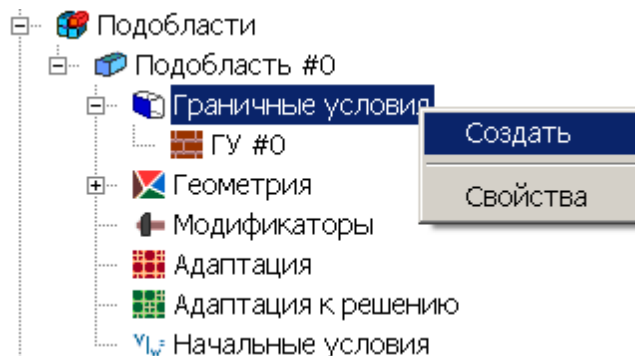 Подобласти
Подобласть #0
Граничные условия
Создать
ГУ #0
Геометрия
Свойства
Модификаторы
Адаптация
Адаптация к решению
Начальные условия